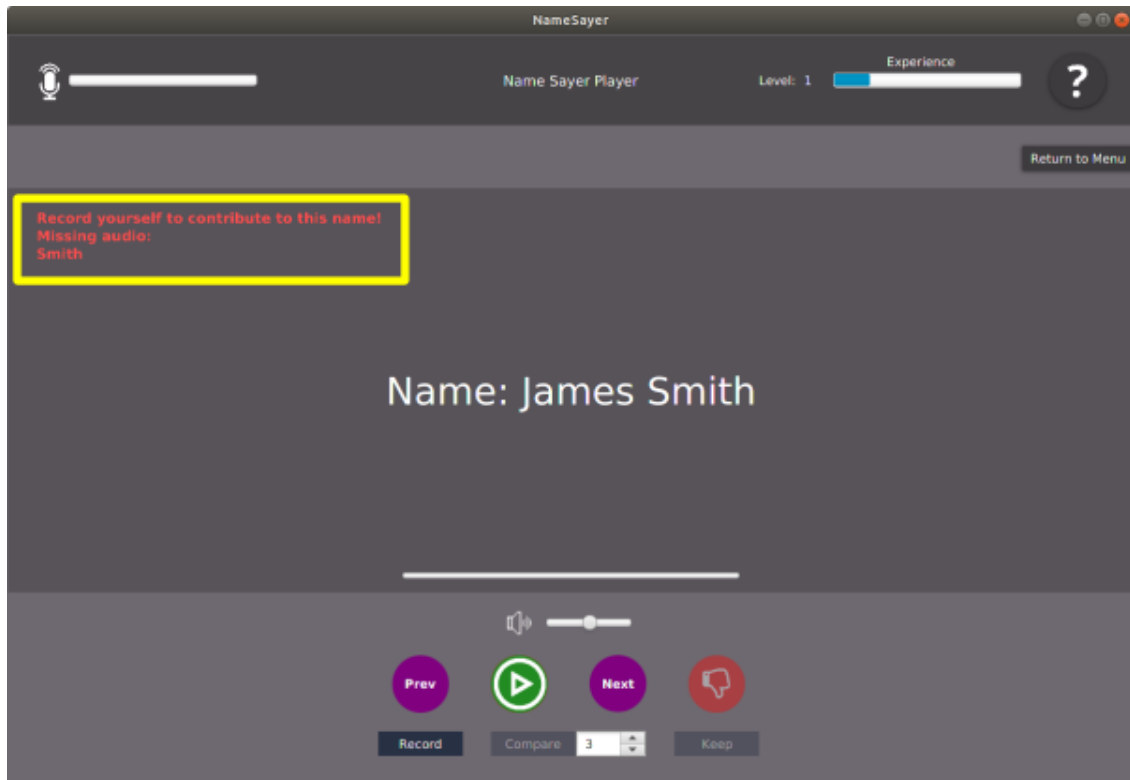 NameSayer
Name Sayer Player
Level: 1
Experience
?
Return to Menu
Record yourself to contribute to this name!
Missing audio:
Smith
Name: James Smith
Prev
Next
Record
Compare
3
Keep